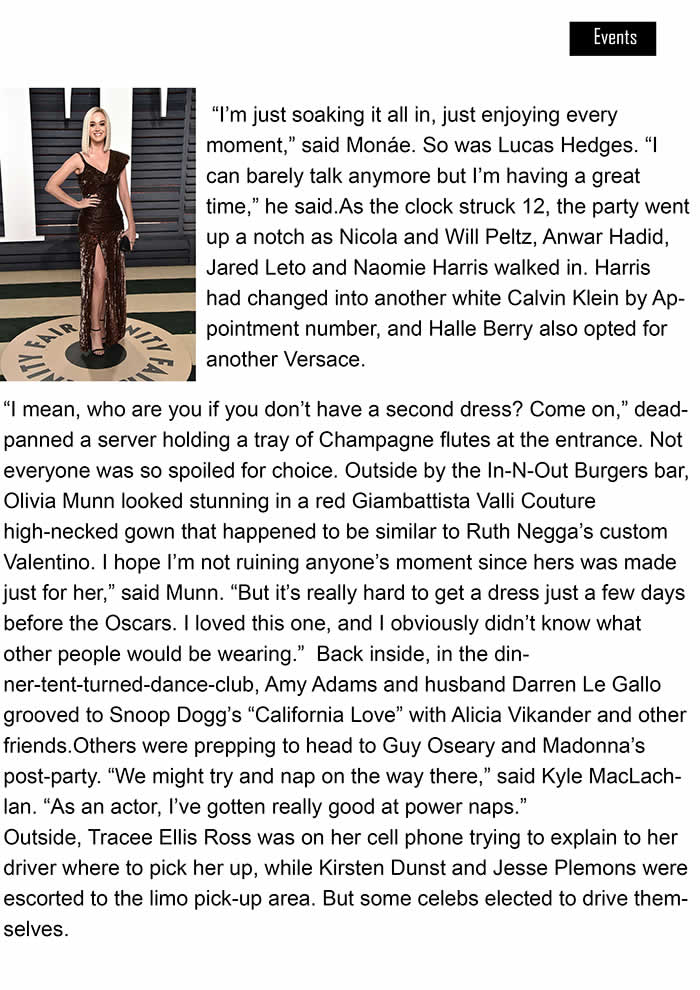 Events
“I’m just soaking it all in, just enjoying every
moment,” said Monáe. So was Lucas Hedges. “I
can barely talk anymore but I’m having a great
time,” he said.As the clock struck 12, the party went
up a notch as Nicola and Will Peltz, Anwar Hadid,
Jared Leto and Naomie Harris walked in. Harris
had changed into another white Calvin Klein by Ap-
pointment number, and Halle Berry also opted for
another Versace.
VANITY FAIR
“I mean, who are you if you don’t have a second dress? Come on,” dead-
panned a server holding a tray of Champagne flutes at the entrance. Not
everyone was so spoiled for choice. Outside by the In-N-Out Burgers bar,
Olivia Munn looked stunning in a red Giambattista Valli Couture
high-necked gown that happened to be similar to Ruth Negga’s custom
Valentino. I hope I’m not ruining anyone’s moment since hers was made
just for her,” said Munn. “But it’s really hard to get a dress just a few days
before the Oscars. I loved this one, and I obviously didn’t know what
other people would be wearing.”  Back inside, in the din-
ner-tent-turned-dance-club, Amy Adams and husband Darren Le Gallo
grooved to Snoop Dogg’s “California Love” with Alicia Vikander and other
friends.Others were prepping to head to Guy Oseary and Madonna’s
post-party. “We might try and nap on the way there,” said Kyle MacLach-
lan. “As an actor, I’ve gotten really good at power naps.”
Outside, Tracee Ellis Ross was on her cell phone trying to explain to her
driver where to pick her up, while Kirsten Dunst and Jesse Plemons were
escorted to the limo pick-up area. But some celebs elected to drive them-
selves.